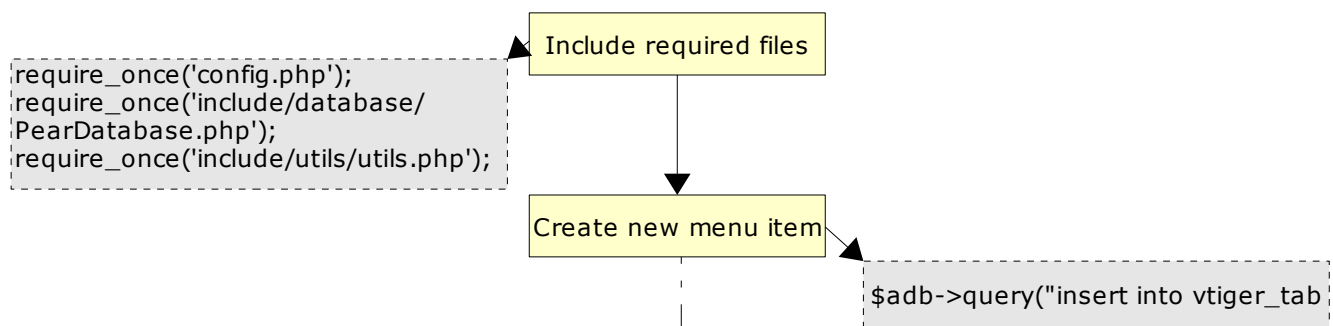 Include required files
require_once('config.php');
require_once('include/database/
PearDatabase.php');
require_once('include/utils/utils.php');
Create new menu item
$adb->query("insert into vtiger_tab